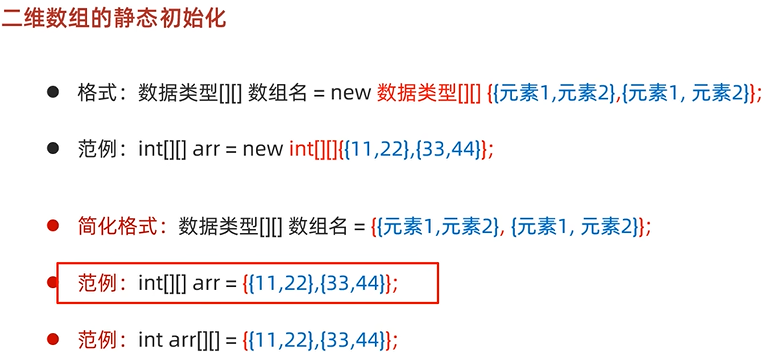 二维数组的静态初始化
● 格式：数据类型[][] 数组名 = new 数据类型[][] {{元素1,元素2},{元素1, 元素2}};
● 范例：int[][] arr = new int[][]{{11,22},{33,44}};
● 简化格式：数据类型[][] 数组名 = {{元素1,元素2}, {元素1, 元素2}};
● 范例：int[][] arr = {{11,22},{33,44}};
● 范例：int arr[][] = {{11,22},{33,44}};